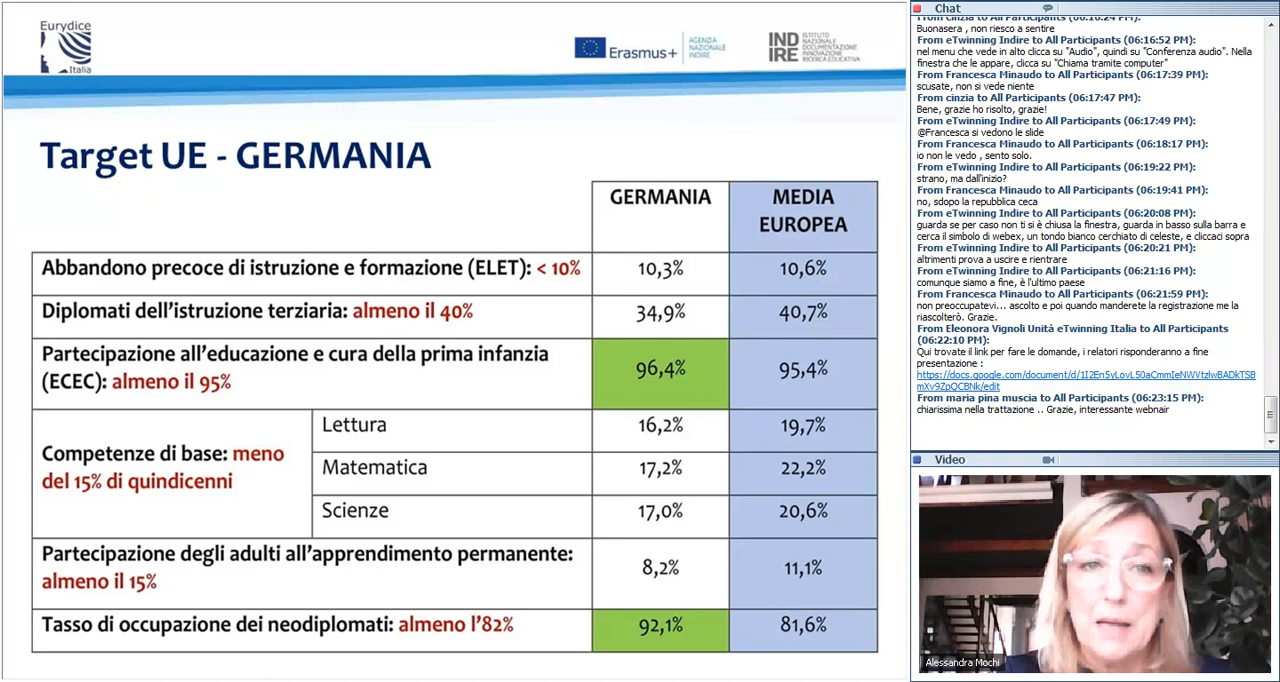 Eurydice
Italia
Erasmus+
AGENZIA
NAZIONALE
INDIRE
IND
IRE
ISTITUTO
NAZIONALE
DOCUMENTAZIONE
INNOVAZIONE
RICERCA EDUCATIVA
Target UE - GERMANIA
GERMANIA
MEDIA
EUROPEA
Abbandono precoce di istruzione e formazione (ELET): < 10% 10,3% 10,6%
Diplomati dell’istruzione terziaria: almeno il 40% 34,9% 40,7%
Partecipazione all’educazione e cura della prima infanzia
(ECEC): almeno il 95% 96,4% 95,4%
Competenze di base: meno
del 15% di quindicenni
Lettura 16,2% 19,7%
Matematica 17,2% 22,2%
Scienze 17,0% 20,6%
Partecipazione degli adulti all’apprendimento permanente:
almeno il 15% 8,2% 11,1%
Tasso di occupazione dei neodiplomati: almeno l’82% 92,1% 81,6%
Chat
From cinzia to All Participants (06:16:24 PM):
Buonasera , non riesco a sentire
From eTwinning Indire to All Participants (06:16:52 PM):
nel menu che vede in alto clicca su "Audio", quindi su "Conferenza audio". Nella
finestra che le appare, clicca su "Chiama tramite computer"
From Francesca Minaudo to All Participants (06:17:39 PM):
scusate, non si vede niente
From cinzia to All Participants (06:17:47 PM):
Bene, grazie ho risolto, grazie!
From eTwinning Indire to All Participants (06:17:49 PM):
@Francesca si vedono le slide
From Francesca Minaudo to All Participants (06:18:17 PM):
io non le vedo , sento solo.
From eTwinning Indire to All Participants (06:19:22 PM):
strano, ma dall'inizio?
From Francesca Minaudo to All Participants (06:19:41 PM):
no, sdopo la repubblica ceca
From eTwinning Indire to All Participants (06:20:08 PM):
guarda se per caso non ti si è chiusa la finestra, guarda in basso sulla barra e
cerca il simbolo di webex, un tondo bianco cerchiato di celeste, e cliccaci sopra
From eTwinning Indire to All Participants (06:20:21 PM):
altrimenti prova a uscire e rientrare
From eTwinning Indire to All Participants (06:21:16 PM):
comunque siamo a fine, è l'ultimo paese
From Francesca Minaudo to All Participants (06:21:59 PM):
non preoccupatevi... ascolto e poi quando manderete la registrazione me la
riascolterò. Grazie.
From Eleonora Vignoli Unità eTwinning Italia to All Participants
(06:22:10 PM):
Qui trovate il link per fare le domande, i relatori risponderanno a fine
presentazione :
https://docs.google.com/document/d/1I2En5yLovL50aCmmIeNWVtzlwBADkTSB
mXv9ZpQCBNk/edit
From maria pina muscia to All Participants (06:23:15 PM):
chiarissima nella trattazione .. Grazie, interessante webnair
Video
Alessandra Mochi